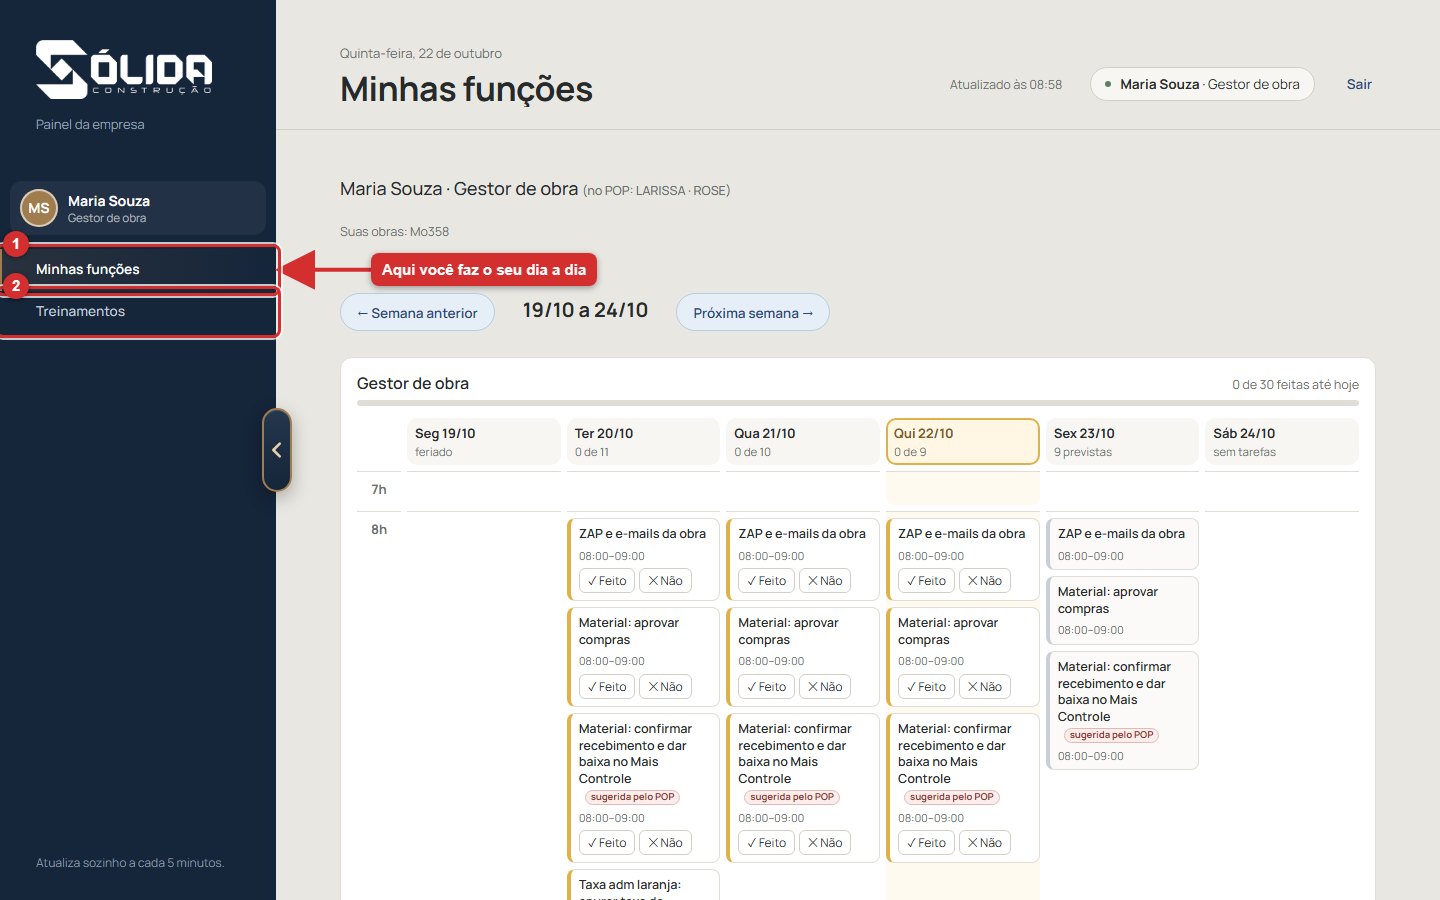 SÓLIDA
CONSTRUÇÃO
Painel da empresa
MS
Maria Souza
Gestor de obra
1
Minhas funções
2
Treinamentos
Atualiza sozinho a cada 5 minutos.
Quinta-feira, 22 de outubro
Minhas funções
Atualizado às 08:58
Maria Souza · Gestor de obra
Sair
Maria Souza · Gestor de obra (no POP: LARISSA · ROSE)
Suas obras: Mo358
Aqui você faz o seu dia a dia
← Semana anterior
19/10 a 24/10
Próxima semana →
Gestor de obra
0 de 30 feitas até hoje
Seg 19/10
feriado
Ter 20/10
0 de 11
Qua 21/10
0 de 10
Qui 22/10
0 de 9
Sex 23/10
9 previstas
Sáb 24/10
sem tarefas
7h
8h
ZAP e e-mails da obra
08:00–09:00
✓ Feito
✕ Não
Material: aprovar
compras
08:00–09:00
✓ Feito
✕ Não
Material: confirmar
recebimento e dar
baixa no Mais
Controle
sugerida pelo POP
08:00–09:00
✓ Feito
✕ Não
Taxa adm laranja:
ZAP e e-mails da obra
08:00–09:00
✓ Feito
✕ Não
Material: aprovar
compras
08:00–09:00
✓ Feito
✕ Não
Material: confirmar
recebimento e dar
baixa no Mais
Controle
sugerida pelo POP
08:00–09:00
✓ Feito
✕ Não
ZAP e e-mails da obra
08:00–09:00
✓ Feito
✕ Não
Material: aprovar
compras
08:00–09:00
✓ Feito
✕ Não
Material: confirmar
recebimento e dar
baixa no Mais
Controle
sugerida pelo POP
08:00–09:00
✓ Feito
✕ Não
ZAP e e-mails da obra
08:00–09:00
Material: aprovar
compras
08:00–09:00
Material: confirmar
recebimento e dar
baixa no Mais
Controle
sugerida pelo POP
08:00–09:00